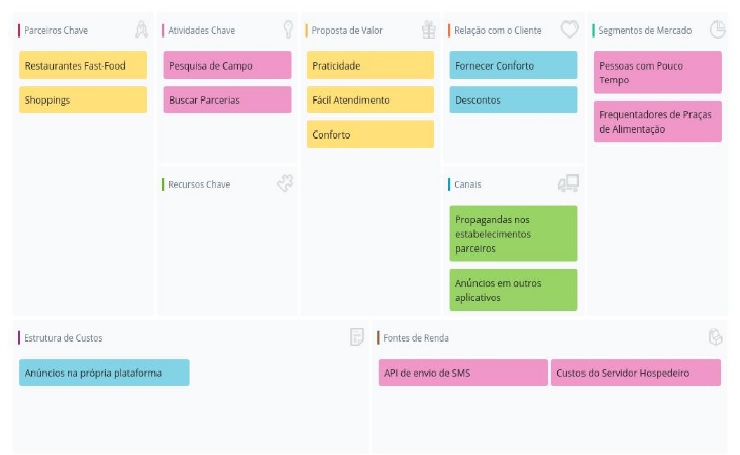 Parceiros Chave
Restaurantes Fast-Food
Shoppings
Atividades Chave
Pesquisa de Campo
Buscar Parcerias
Recursos Chave
Proposta de Valor
Praticidade
Fácil Atendimento
Conforto
Relação com o Cliente
Fornecer Conforto
Descontos
Canais
Propagandas nos
estabelecimentos
parceiros
Anúncios em outros
aplicativos
Segmentos de Mercado
Pessoas com Pouco
Tempo
Frequentadores de Praças
de Alimentação
Estrutura de Custos
Anúncios na própria plataforma
Fontes de Renda
API de envio de SMS
Custos do Servidor Hospedeiro